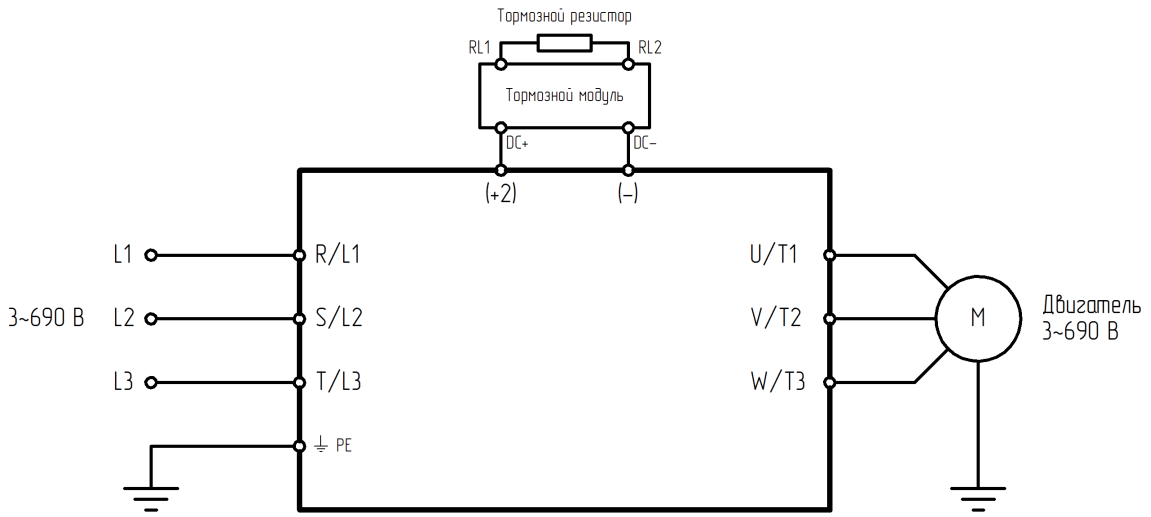 Тормозной резистор
RL1
RL2
Тормозной модуль
DC+
DC-
(+2)
(-)
L1
R/L1
U/T1
3~690 В
L2
S/L2
V/T2
M
Двигатель
3~690 В
L3
T/L3
W/T3
PE